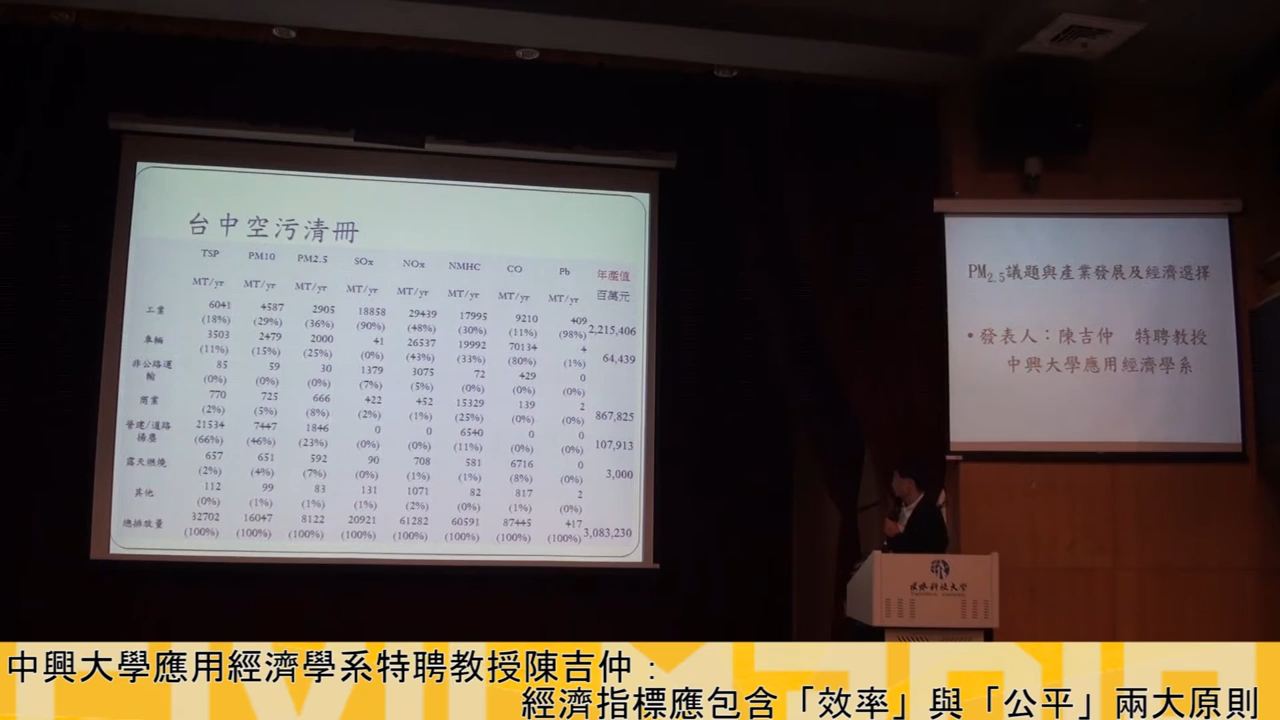 台中空污清冊
TSP PM10 PM2.5 SOx NOx NMHC CO Pb 年產值
MT/yr MT/yr MT/yr MT/yr MT/yr MT/yr MT/yr MT/yr 百萬元
工業 6041 4587 2905 18858 29439 17995 9210 409 2,215,406
(18%) (29%) (36%) (90%) (48%) (30%) (11%) (98%)
車輛 3503 2479 2000 41 26537 19992 70134 4 64,439
(11%) (15%) (25%) (0%) (43%) (33%) (80%) (1%)
非公路運輸 85 59 30 1379 3075 72 429 0
(0%) (0%) (0%) (7%) (5%) (0%) (0%) (0%)
商業 770 725 666 422 452 15329 139 2 867,825
(2%) (5%) (8%) (2%) (1%) (25%) (0%) (0%)
營建/道路揚塵 21534 7447 1846 0 0 6540 0 0 107,913
(66%) (46%) (23%) (0%) (0%) (11%) (0%) (0%)
露天燃燒 657 651 592 90 708 581 6716 0 3,000
(2%) (4%) (7%) (0%) (1%) (1%) (8%) (0%)
其他 112 99 83 131 1071 82 817 2
(0%) (1%) (1%) (1%) (2%) (0%) (1%) (0%)
總排放量 32702 16047 8122 20921 61282 60591 87445 417 3,083,230
(100%) (100%) (100%) (100%) (100%) (100%) (100%) (100%)
PM2.5議題與產業發展及經濟選擇
•發表人：陳吉仲 特聘教授
中興大學應用經濟學系
科技大學
中興大學應用經濟學系特聘教授陳吉仲：
經濟指標應包含「效率」與「公平」兩大原則